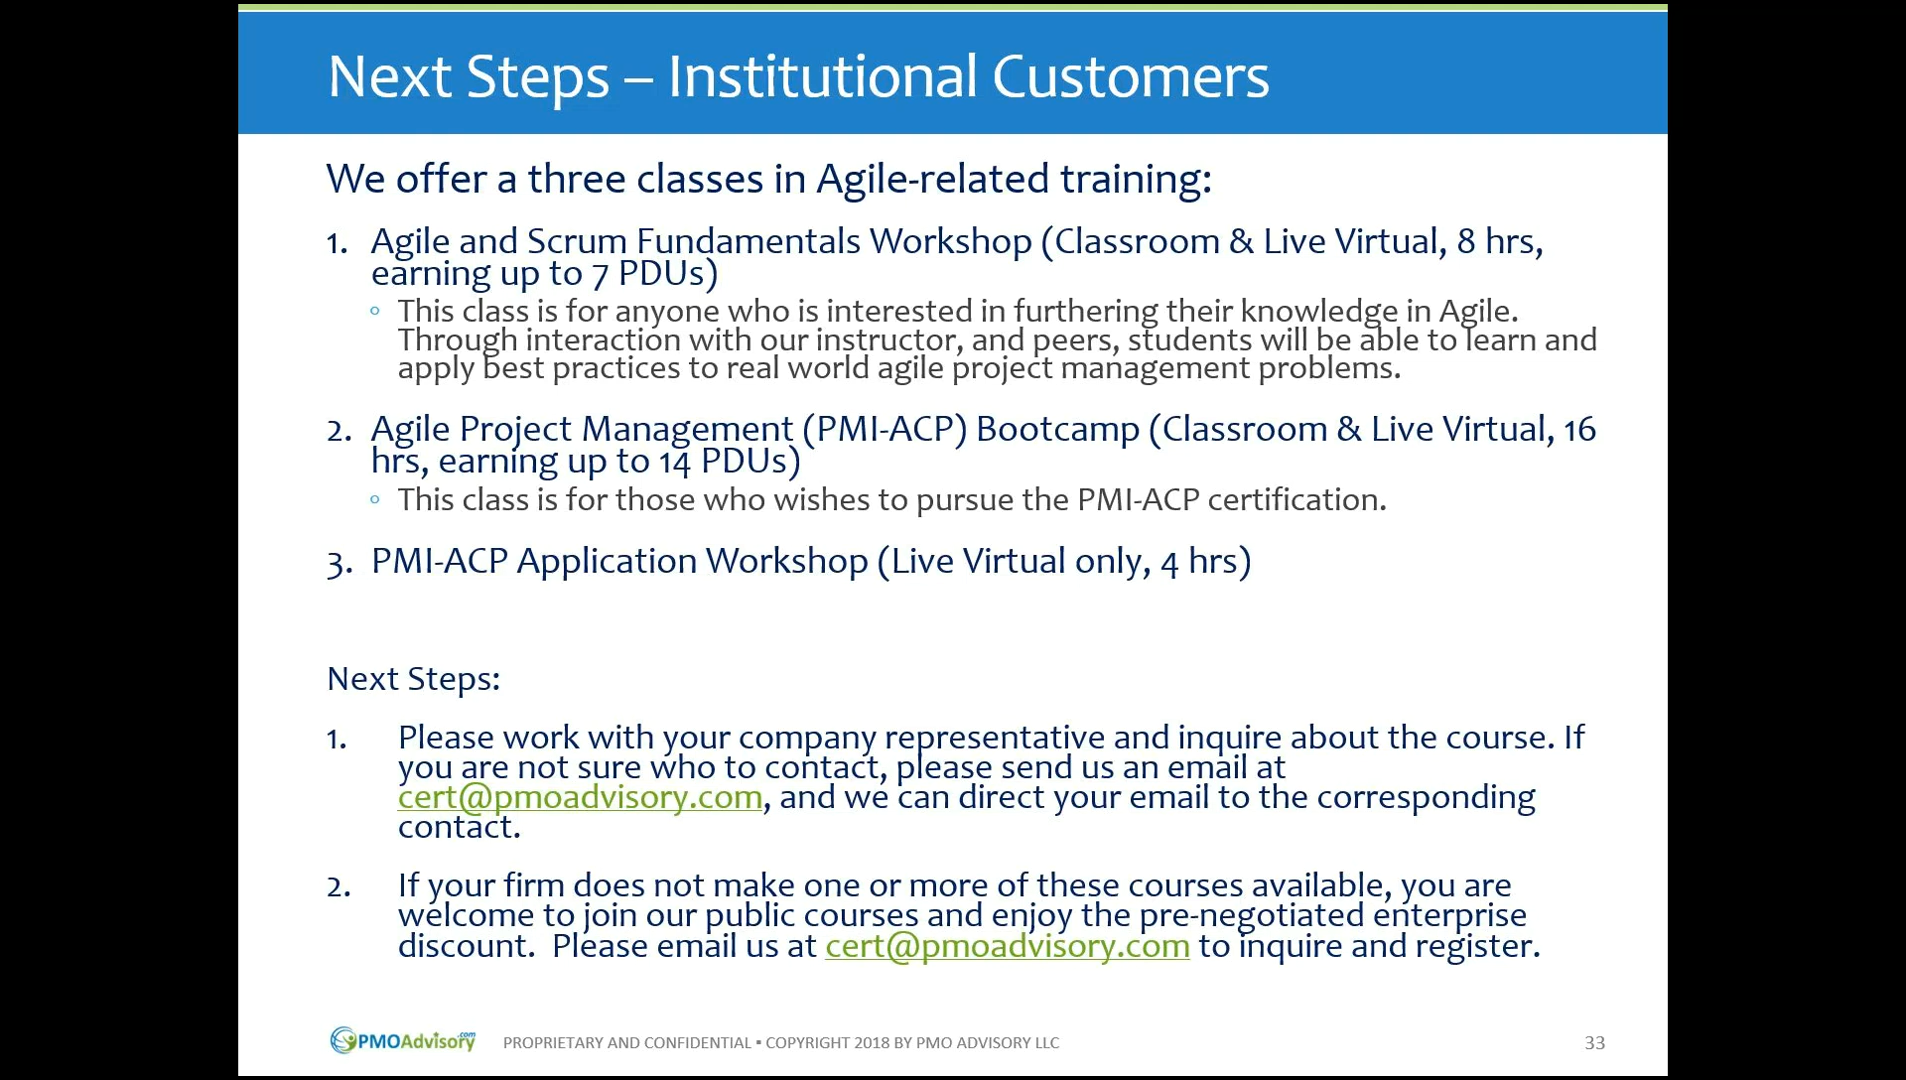 Next Steps – Institutional Customers
We offer a three classes in Agile-related training:
1. Agile and Scrum Fundamentals Workshop (Classroom & Live Virtual, 8 hrs,
earning up to 7 PDUs)
◦ This class is for anyone who is interested in furthering their knowledge in Agile.
Through interaction with our instructor, and peers, students will be able to learn and
apply best practices to real world agile project management problems.
2. Agile Project Management (PMI-ACP) Bootcamp (Classroom & Live Virtual, 16
hrs, earning up to 14 PDUs)
◦ This class is for those who wishes to pursue the PMI-ACP certification.
3. PMI-ACP Application Workshop (Live Virtual only, 4 hrs)
Next Steps:
1. Please work with your company representative and inquire about the course. If
you are not sure who to contact, please send us an email at
cert@pmoadvisory.com, and we can direct your email to the corresponding
contact.
2. If your firm does not make one or more of these courses available, you are
welcome to join our public courses and enjoy the pre-negotiated enterprise
discount. Please email us at cert@pmoadvisory.com to inquire and register.
PMOAdvisory.com PROPRIETARY AND CONFIDENTIAL ▪ COPYRIGHT 2018 BY PMO ADVISORY LLC 33